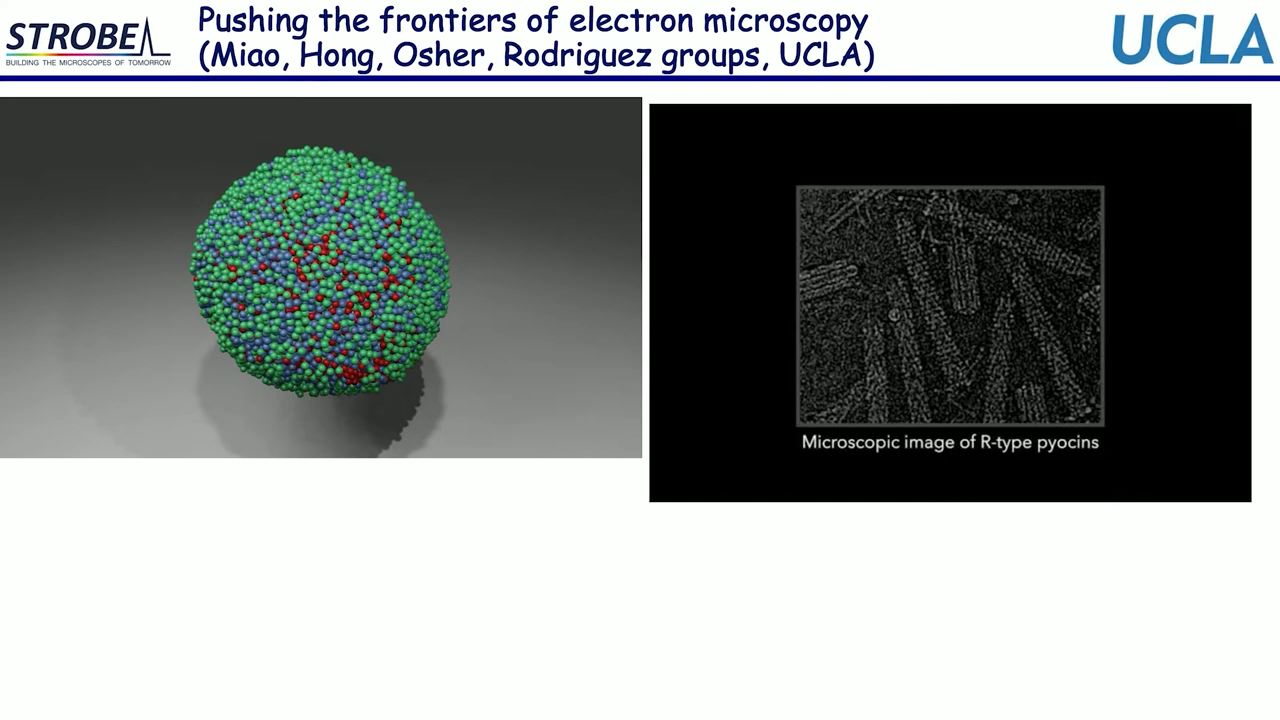 STROBE
BUILDING THE MICROSCOPES OF TOMORROW
Pushing the frontiers of electron microscopy
(Miao, Hong, Osher, Rodriguez groups, UCLA)
UCLA
Microscopic image of R-type pyocins